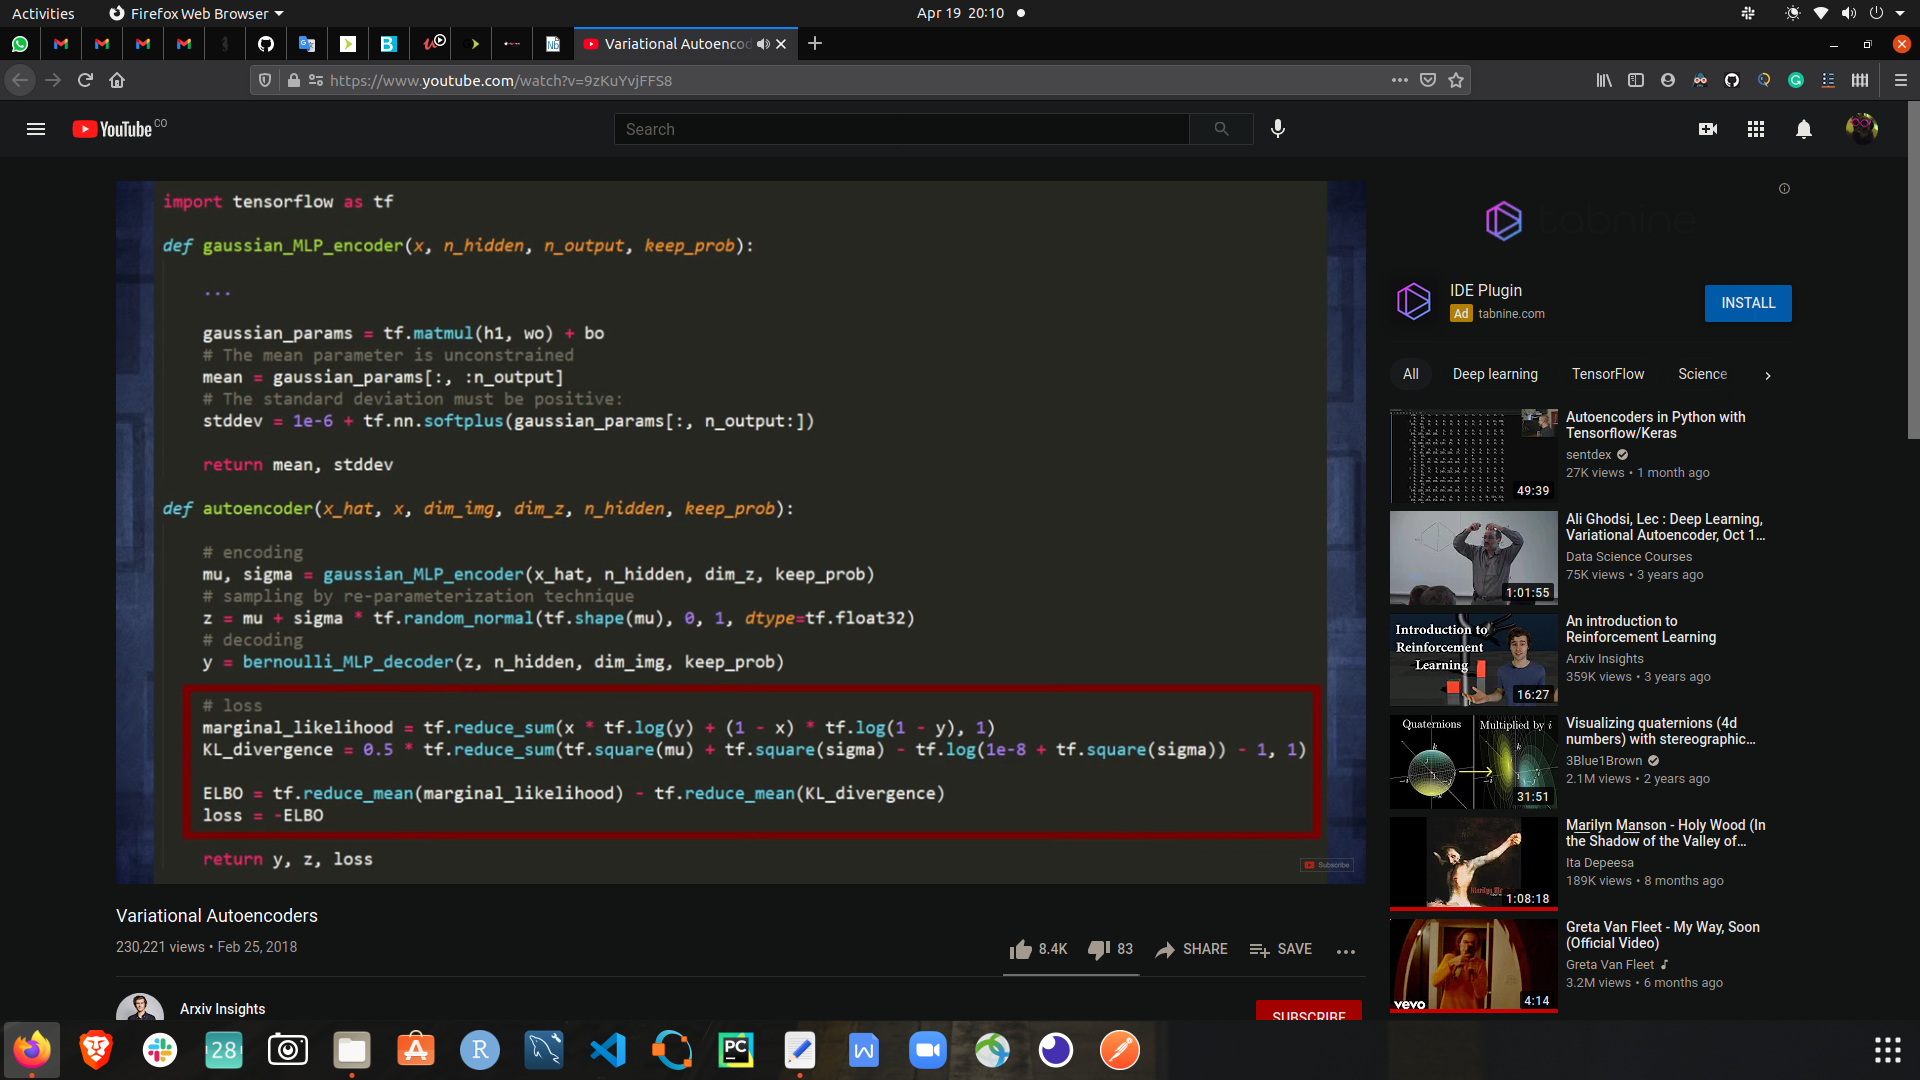 Activities
Firefox Web Browser
Apr 19 20:10
Variational Autoencod
https://www.youtube.com/watch?v=9zKuYvjFFS8
YouTube CO
Search
import tensorflow as tf
def gaussian_MLP_encoder(x, n_hidden, n_output, keep_prob):
...
gaussian_params = tf.matmul(h1, wo) + bo
# The mean parameter is unconstrained
mean = gaussian_params[:, :n_output]
# The standard deviation must be positive:
stddev = 1e-6 + tf.nn.softplus(gaussian_params[:, n_output:])
return mean, stddev
def autoencoder(x_hat, x, dim_img, dim_z, n_hidden, keep_prob):
# encoding
mu, sigma = gaussian_MLP_encoder(x_hat, n_hidden, dim_z, keep_prob)
# sampling by re-parameterization technique
z = mu + sigma * tf.random_normal(tf.shape(mu), 0, 1, dtype=tf.float32)
# decoding
y = bernoulli_MLP_decoder(z, n_hidden, dim_img, keep_prob)
# loss
marginal_likelihood = tf.reduce_sum(x * tf.log(y) + (1 - x) * tf.log(1 - y), 1)
KL_divergence = 0.5 * tf.reduce_sum(tf.square(mu) + tf.square(sigma) - tf.log(1e-8 + tf.square(sigma)) - 1, 1)
ELBO = tf.reduce_mean(marginal_likelihood) - tf.reduce_mean(KL_divergence)
loss = -ELBO
return y, z, loss
Subscribe
Variational Autoencoders
230,221 views • Feb 25, 2018
8.4K
83
SHARE
SAVE
Arxiv Insights
SUBSCRIBE
tabnine
IDE Plugin
Ad tabnine.com
INSTALL
All
Deep learning
TensorFlow
Science
49:39
Autoencoders in Python with
Tensorflow/Keras
sentdex
27K views • 1 month ago
1:01:55
Ali Ghodsi, Lec : Deep Learning,
Variational Autoencoder, Oct 1...
Data Science Courses
75K views • 3 years ago
Introduction to
Reinforcement
Learning
16:27
An introduction to
Reinforcement Learning
Arxiv Insights
359K views • 3 years ago
Quaternions
Multiplied by i
31:51
Visualizing quaternions (4d
numbers) with stereographic...
3Blue1Brown
2.1M views • 2 years ago
1:08:18
Marilyn Manson - Holy Wood (In
the Shadow of the Valley of...
Ita Depeesa
189K views • 8 months ago
vevo
4:14
Greta Van Fleet - My Way, Soon
(Official Video)
Greta Van Fleet
3.2M views • 6 months ago
28
R
PC
W